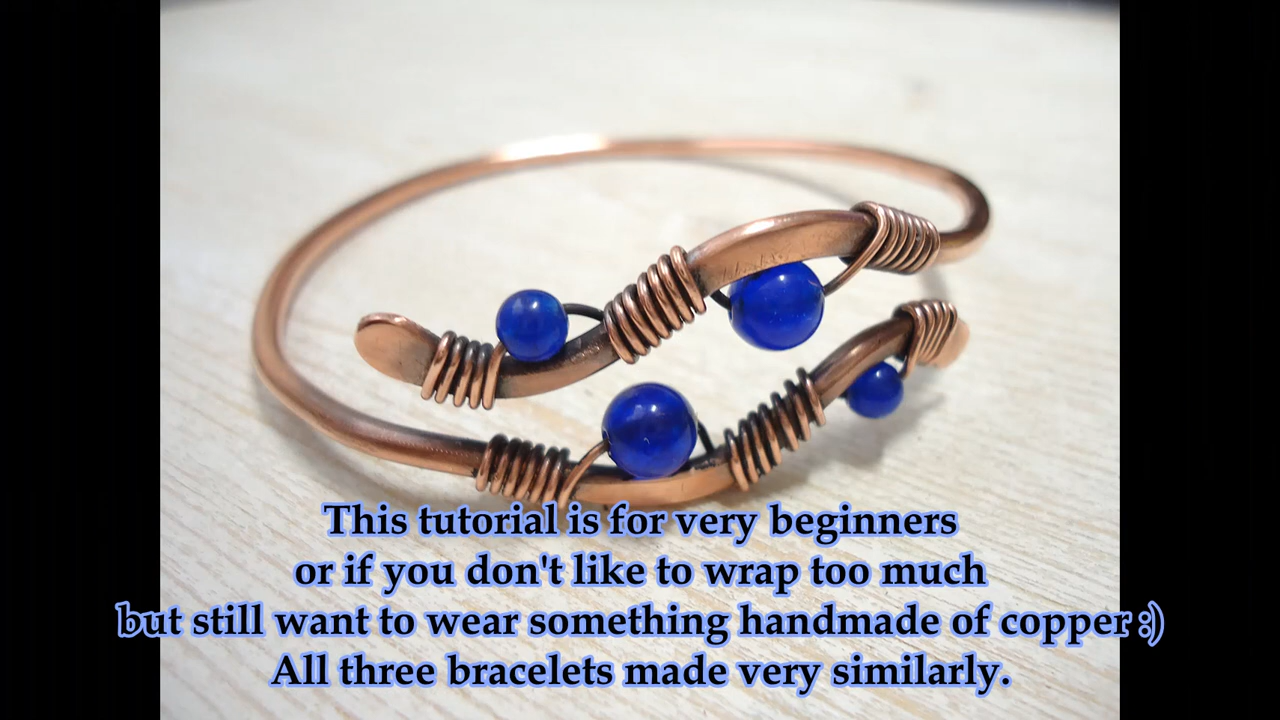 This tutorial is for very beginners
or if you don't like to wrap too much
but still want to wear something handmade of copper :)
All three bracelets made very similarly.